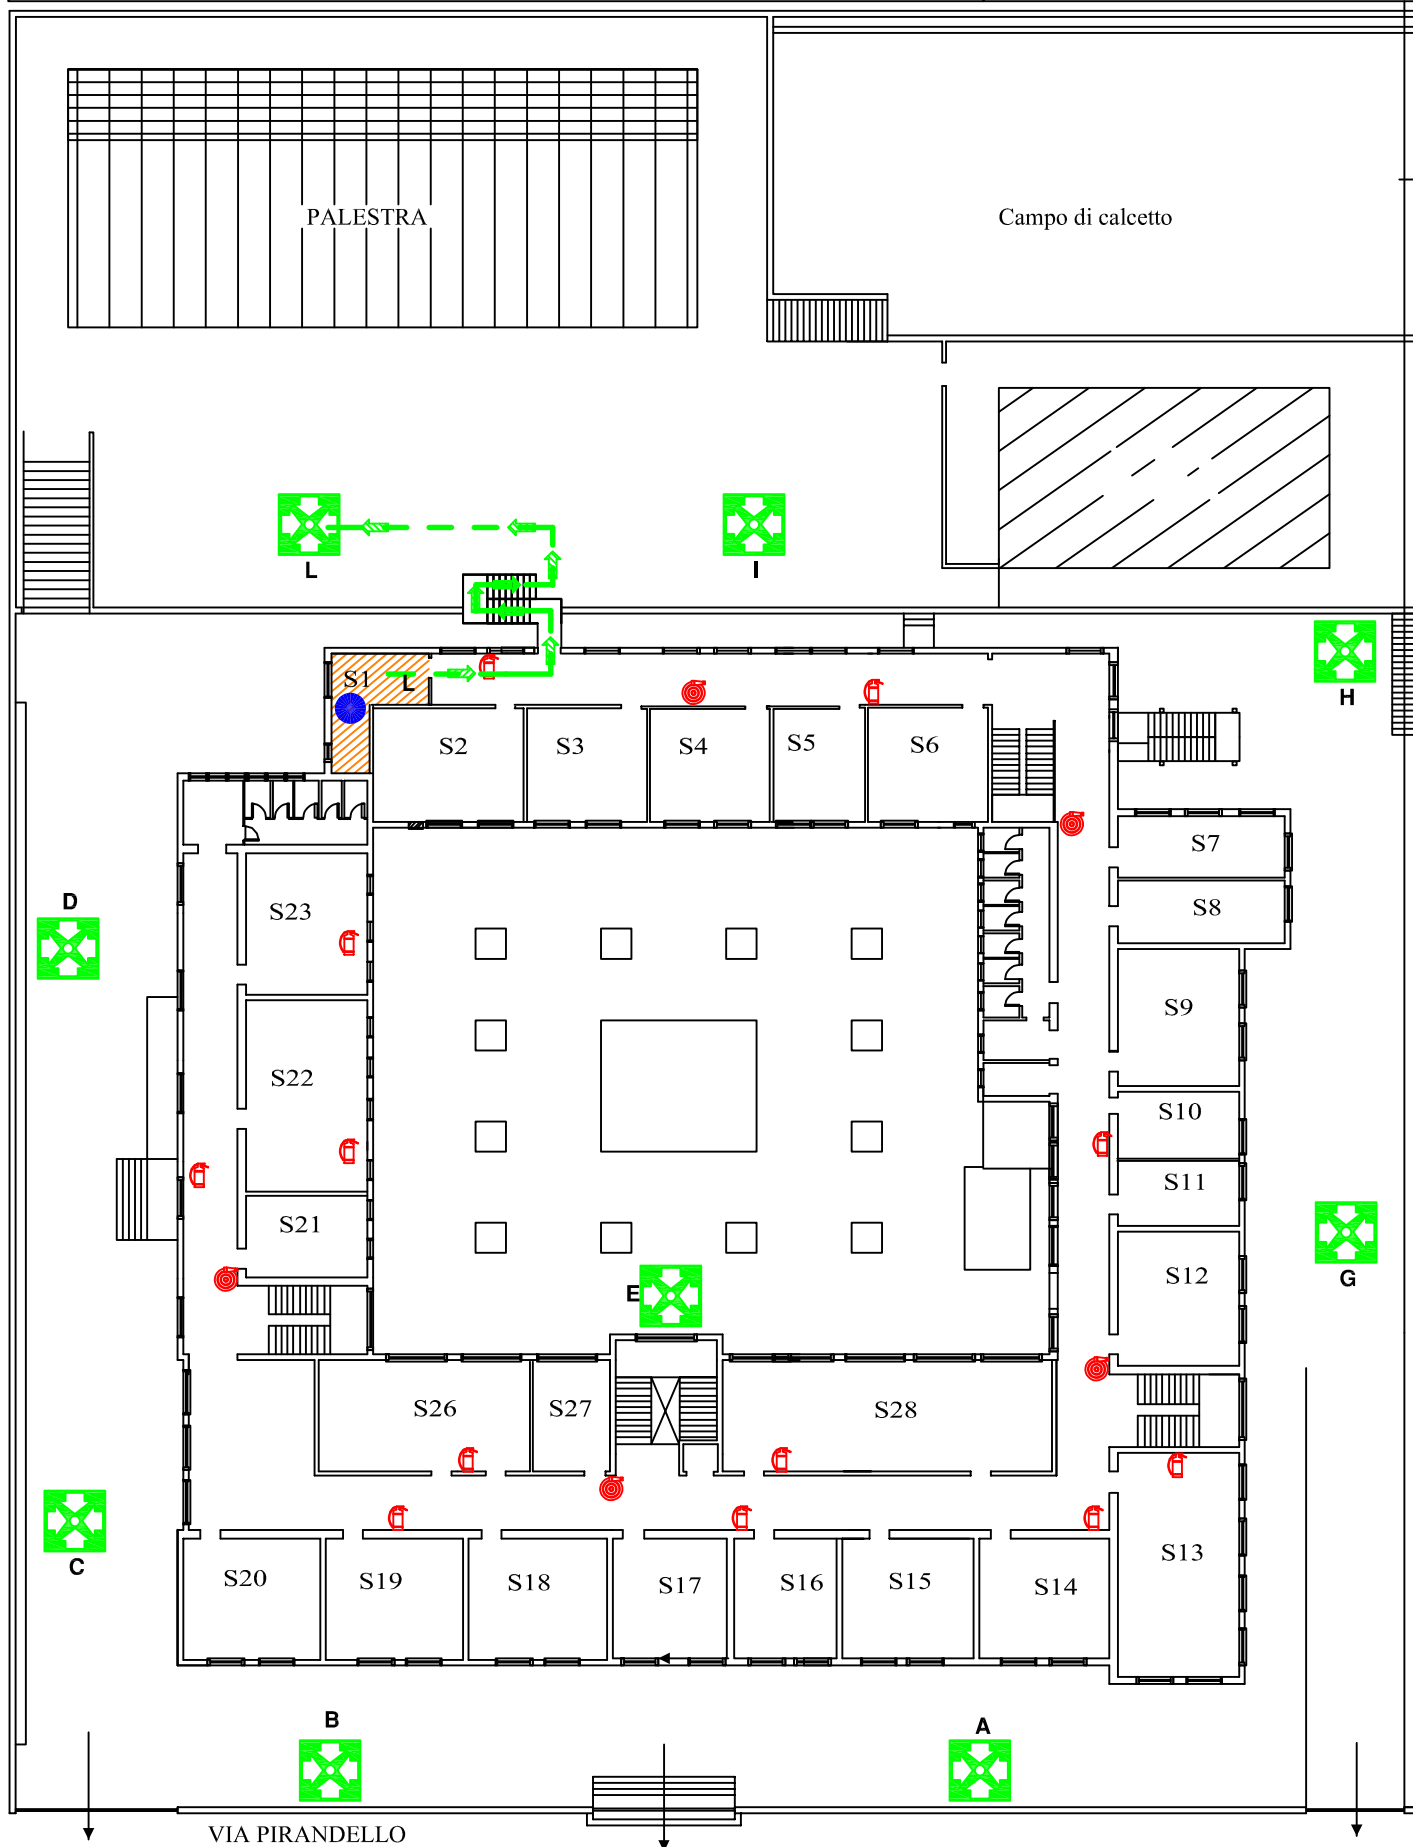 PALESTRA
Campo di calcetto
L
I
H
S1
L
S2
S3
S4
S5
S6
S7
S8
D
S23
S9
S22
S10
S11
S21
S12
G
E
S26
S27
S28
C
S20
S19
S18
S17
S16
S15
S14
S13
B
A
VIA PIRANDELLO